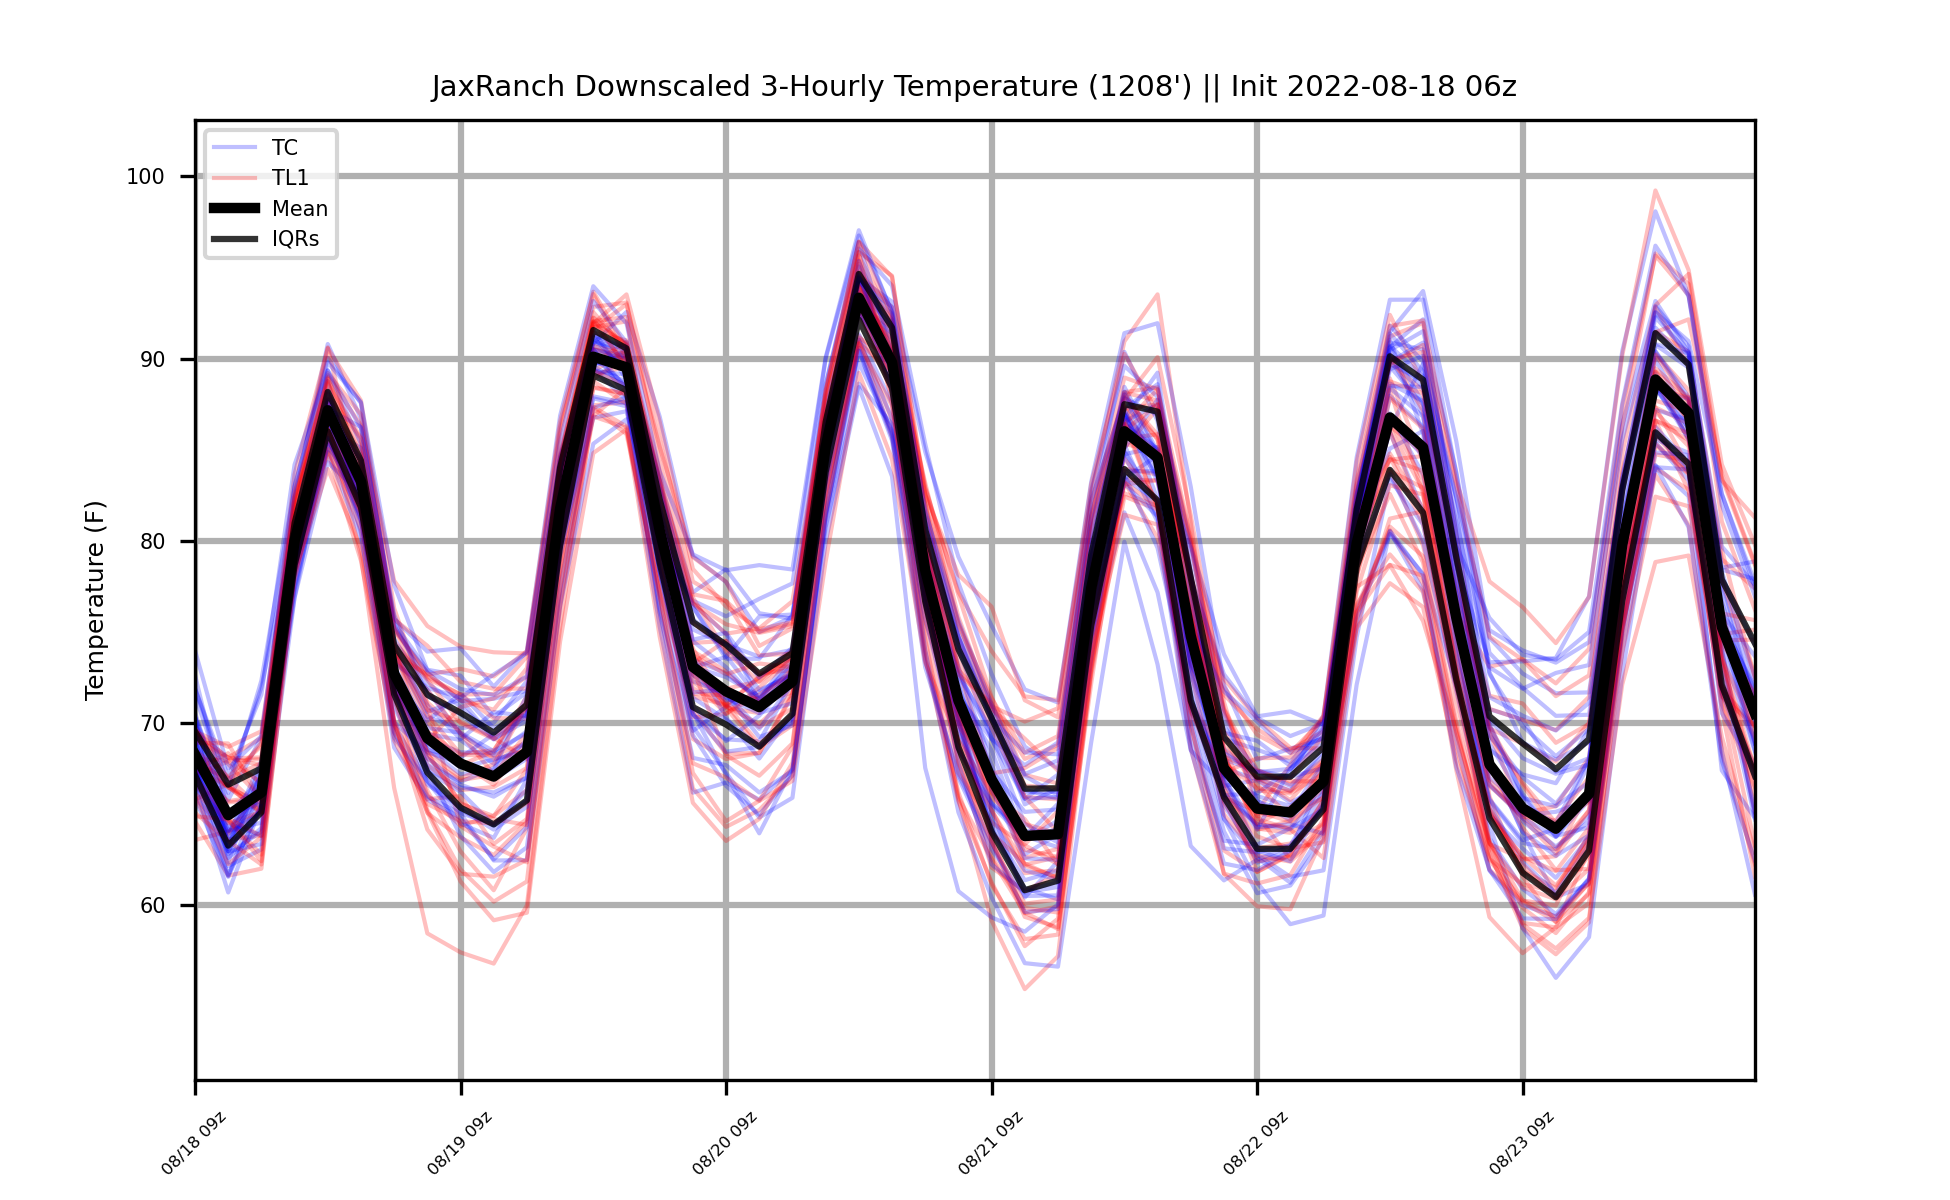 JaxRanch Downscaled 3-Hourly Temperature (1208') || Init 2022-08-18 06z
TC
TL1
Mean
IQRs
Temperature (F)
100
90
80
70
60
08/18 09z
08/19 09z
08/20 09z
08/21 09z
08/22 09z
08/23 09z